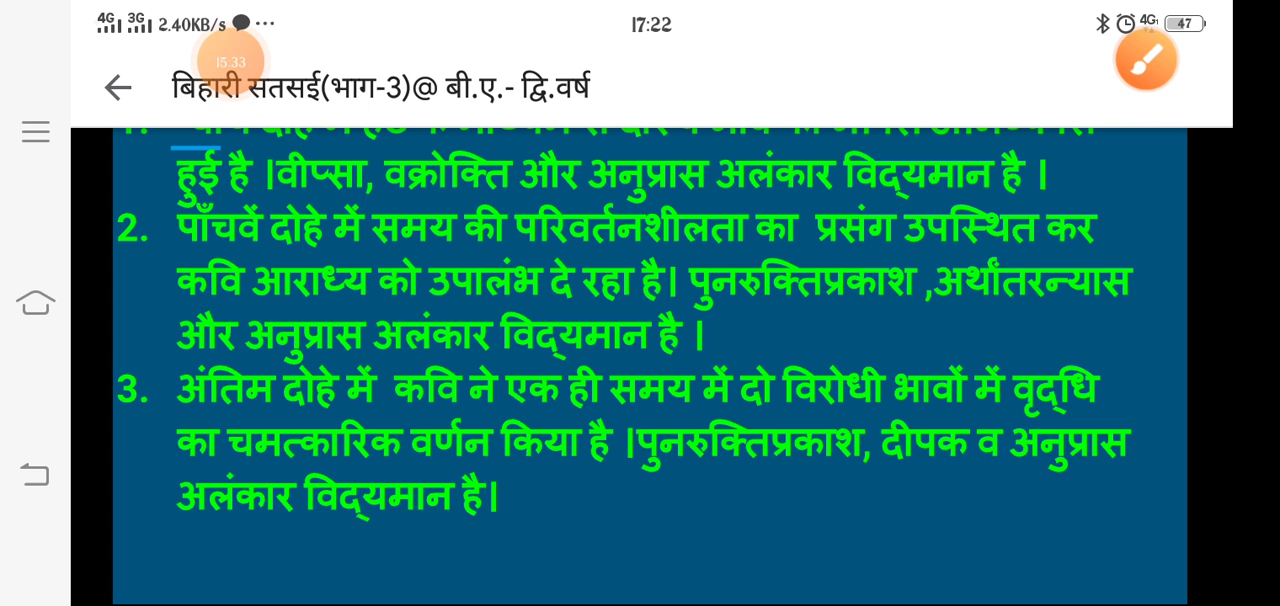 4G 3G 2.40KB/s ...
17:22
4G 47
15:33
बिहारी सतसई(भाग-3)@ बी.ए.- द्वि.वर्ष
हुई है ।वीप्सा, वक्रोक्ति और अनुप्रास अलंकार विद्यमान है ।
2. पाँचवें दोहे में समय की परिवर्तनशीलता का प्रसंग उपस्थित कर
कवि आराध्य को उपालंभ दे रहा है। पुनरुक्तिप्रकाश ,अर्थांतरन्यास
और अनुप्रास अलंकार विद्यमान है ।
3. अंतिम दोहे में कवि ने एक ही समय में दो विरोधी भावों में वृद्धि
का चमत्कारिक वर्णन किया है ।पुनरुक्तिप्रकाश, दीपक व अनुप्रास
अलंकार विद्यमान है।